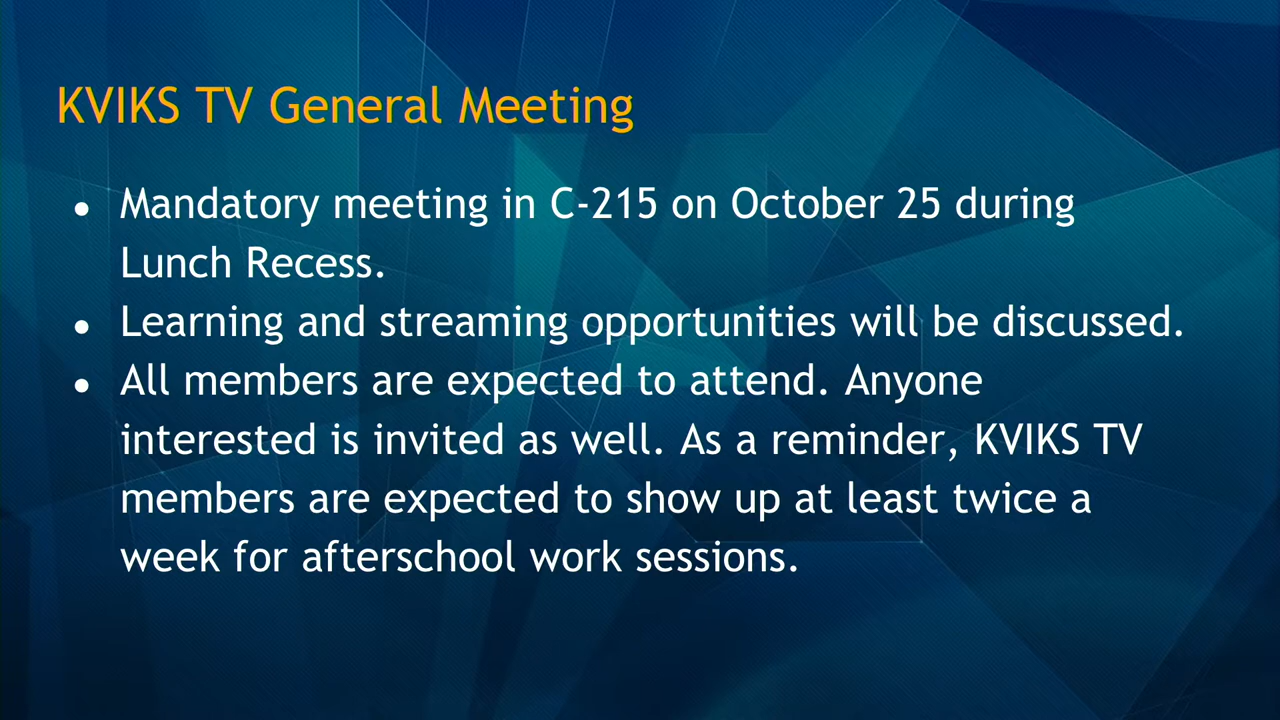 KVIKS TV General Meeting
● Mandatory meeting in C-215 on October 25 during
Lunch Recess.
● Learning and streaming opportunities will be discussed.
● All members are expected to attend. Anyone
interested is invited as well. As a reminder, KVIKS TV
members are expected to show up at least twice a
week for afterschool work sessions.